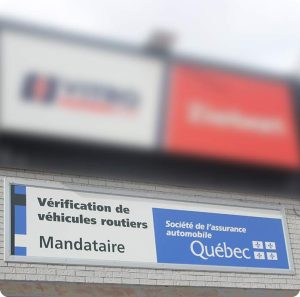 Vérification de
véhicules routiers
Mandataire
Société de l'assurance
automobile
Québec